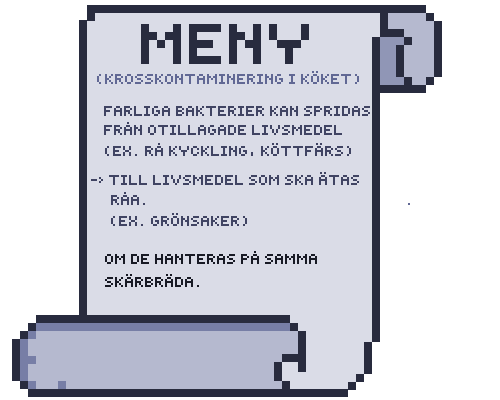 MENY
(KROSSKONTAMINERING I KÖKET)
FARLIGA BAKTERIER KAN SPRIDAS
FRÅN OTILLAGADE LIVSMEDEL
(EX. RÅ KYCKLING, KÖTTFÄRS)
-> TILL LIVSMEDEL SOM SKA ÄTAS
RÅA.
(EX. GRÖNSAKER)
OM DE HANTERAS PÅ SAMMA
SKÄRBRÄDA.